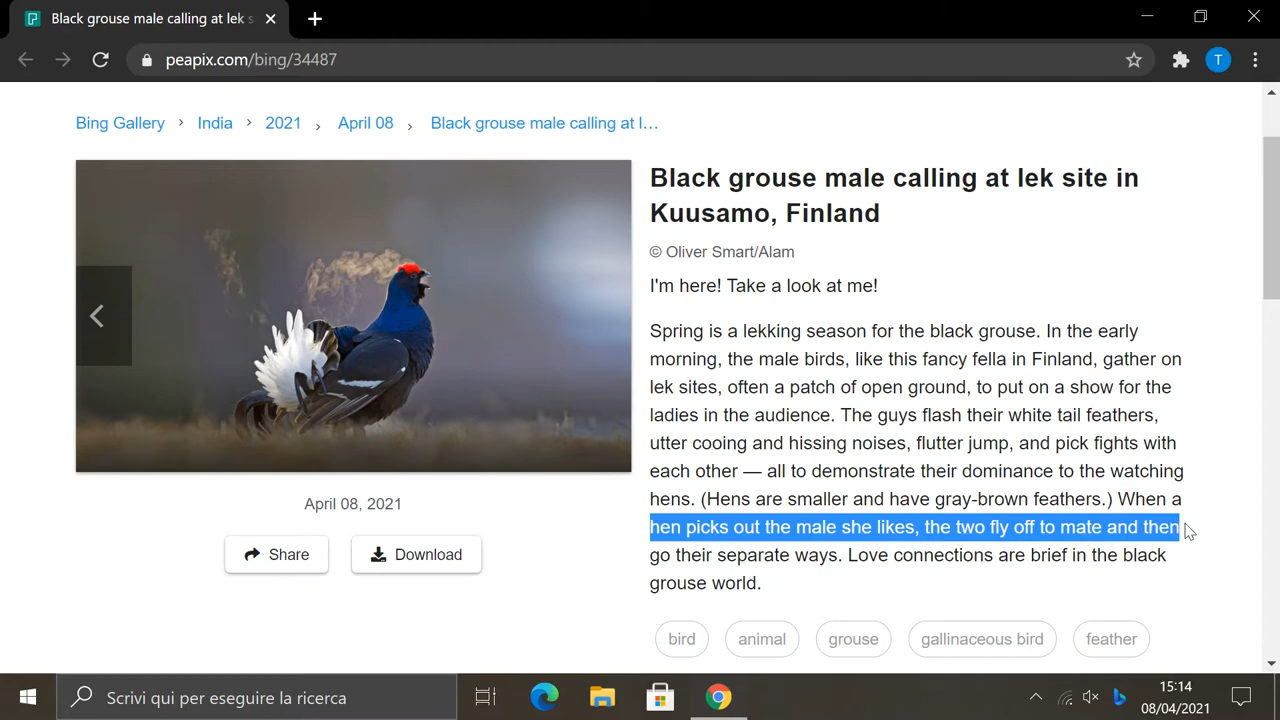 Black grouse male calling at lek s
peapix.com/bing/34487
T
Bing Gallery > India > 2021 > April 08 > Black grouse male calling at l...
Black grouse male calling at lek site in
Kuusamo, Finland
© Oliver Smart/Alam
I'm here! Take a look at me!
Spring is a lekking season for the black grouse. In the early
morning, the male birds, like this fancy fella in Finland, gather on
lek sites, often a patch of open ground, to put on a show for the
ladies in the audience. The guys flash their white tail feathers,
utter cooing and hissing noises, flutter jump, and pick fights with
each other — all to demonstrate their dominance to the watching
hens. (Hens are smaller and have gray-brown feathers.) When a
hen picks out the male she likes, the two fly off to mate and then
go their separate ways. Love connections are brief in the black
grouse world.
April 08, 2021
Share Download
bird animal grouse gallinaceous bird feather
Scrivi qui per eseguire la ricerca
15:14
08/04/2021